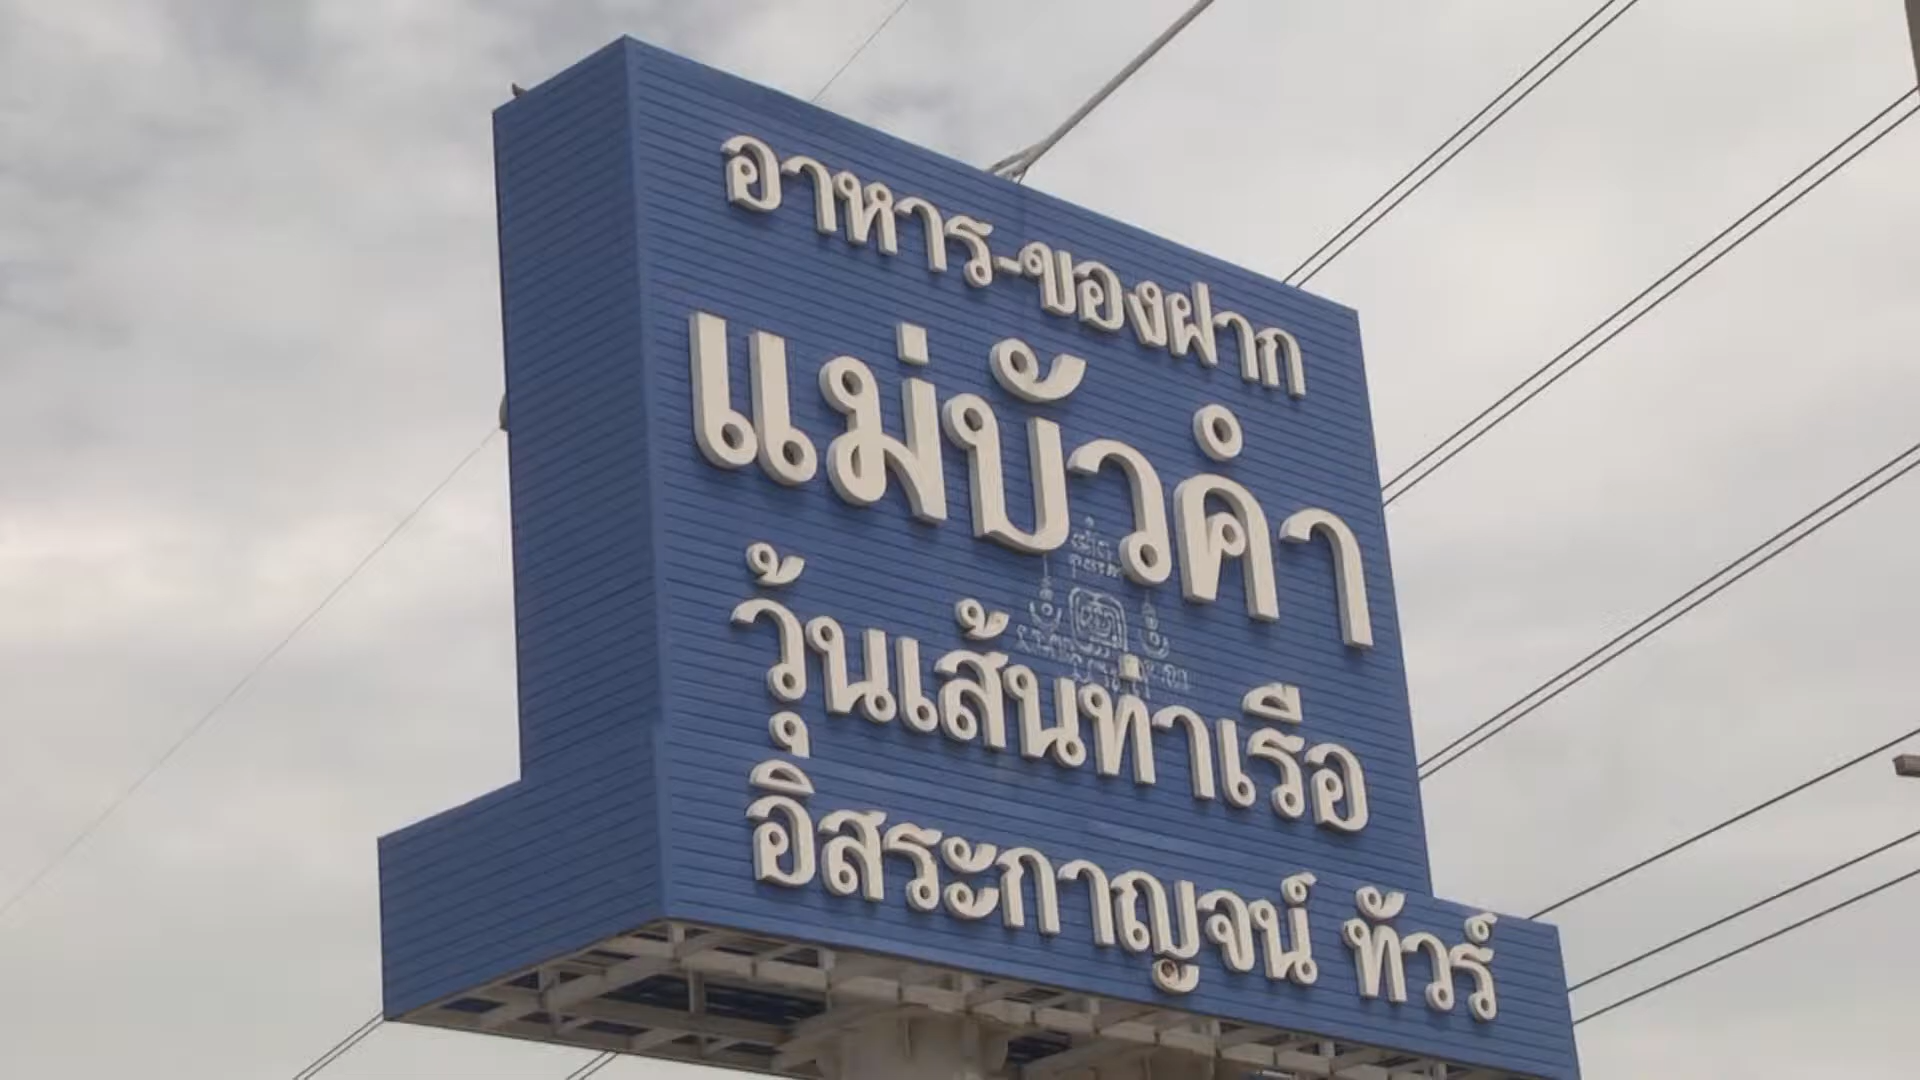 อาหาร-ของฝาก
แม่บัวคำ
วุ้นเส้นท่าเรือ
อิสระกาญจน์ ทัวร์